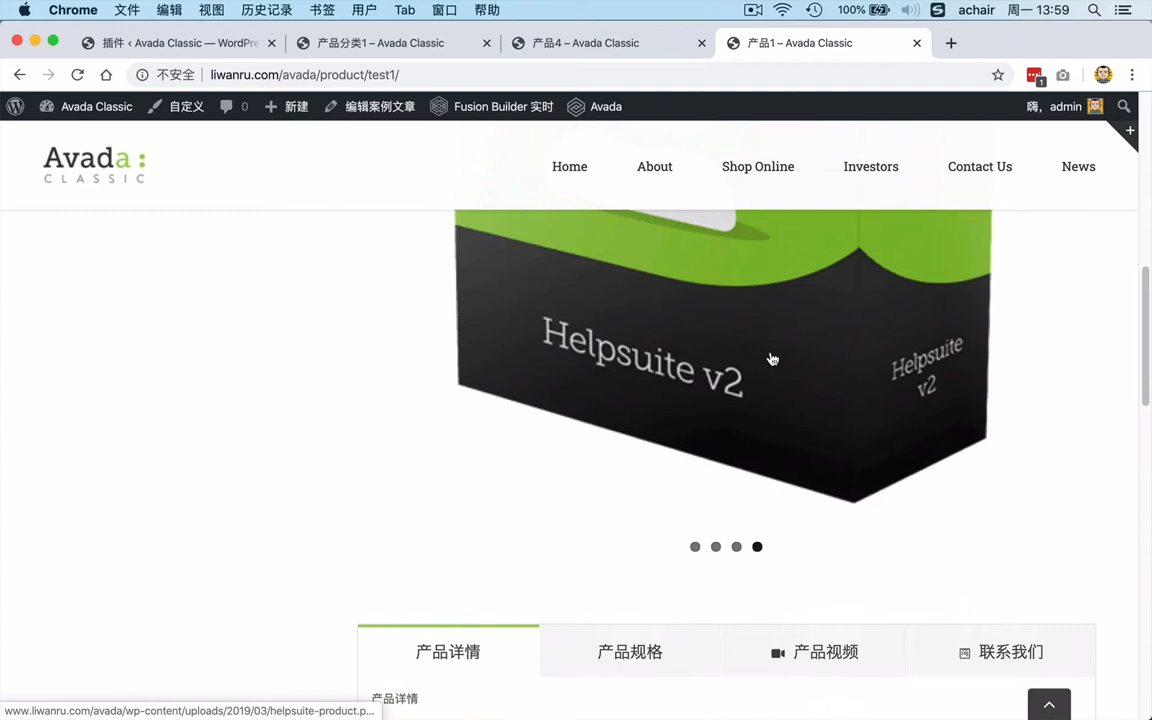 Chrome 文件 编辑 视图 历史记录 书签 用户 Tab 窗口 帮助 100% achair 周一 13:59
插件 ‹ Avada Classic — WordPre
产品分类1 – Avada Classic
产品4 – Avada Classic
产品1 – Avada Classic
不安全 liwanru.com/avada/product/test1/
1
Avada Classic 自定义 0 新建 编辑案例文章 Fusion Builder 实时 Avada 嗨，admin
Avada :
CLASSIC
Home About Shop Online Investors Contact Us News
Helpsuite v2
Helpsuite
v2
产品详情 产品规格 产品视频 联系我们
产品详情
www.liwanru.com/avada/wp-content/uploads/2019/03/helpsuite-product.p...